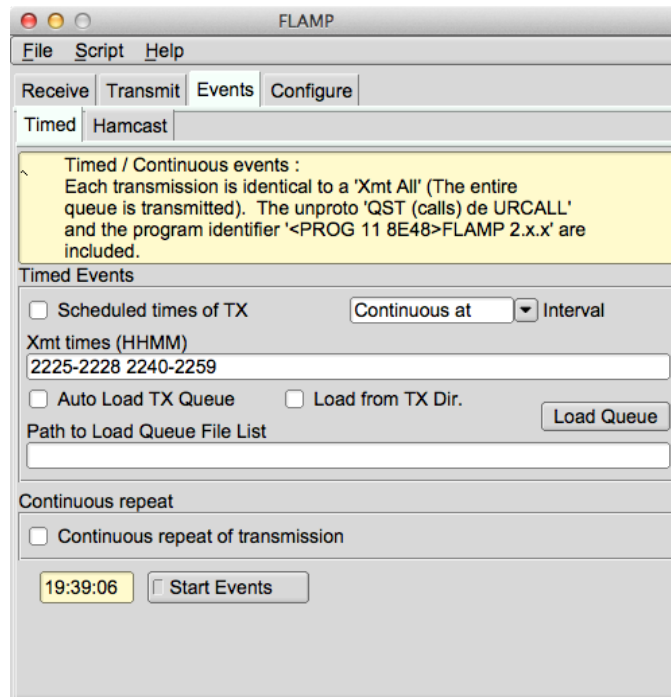 FLAMP
File Script Help
Receive Transmit Events Configure
Timed Hamcast
Timed / Continuous events :
Each transmission is identical to a 'Xmt All' (The entire
queue is transmitted). The unproto 'QST (calls) de URCALL'
and the program identifier '<PROG 11 8E48>FLAMP 2.x.x' are
included.
Timed Events
Scheduled times of TX Continuous at Interval
Xmt times (HHMM)
2225-2228 2240-2259
Auto Load TX Queue Load from TX Dir.
Load Queue
Path to Load Queue File List
Continuous repeat
Continuous repeat of transmission
19:39:06 Start Events